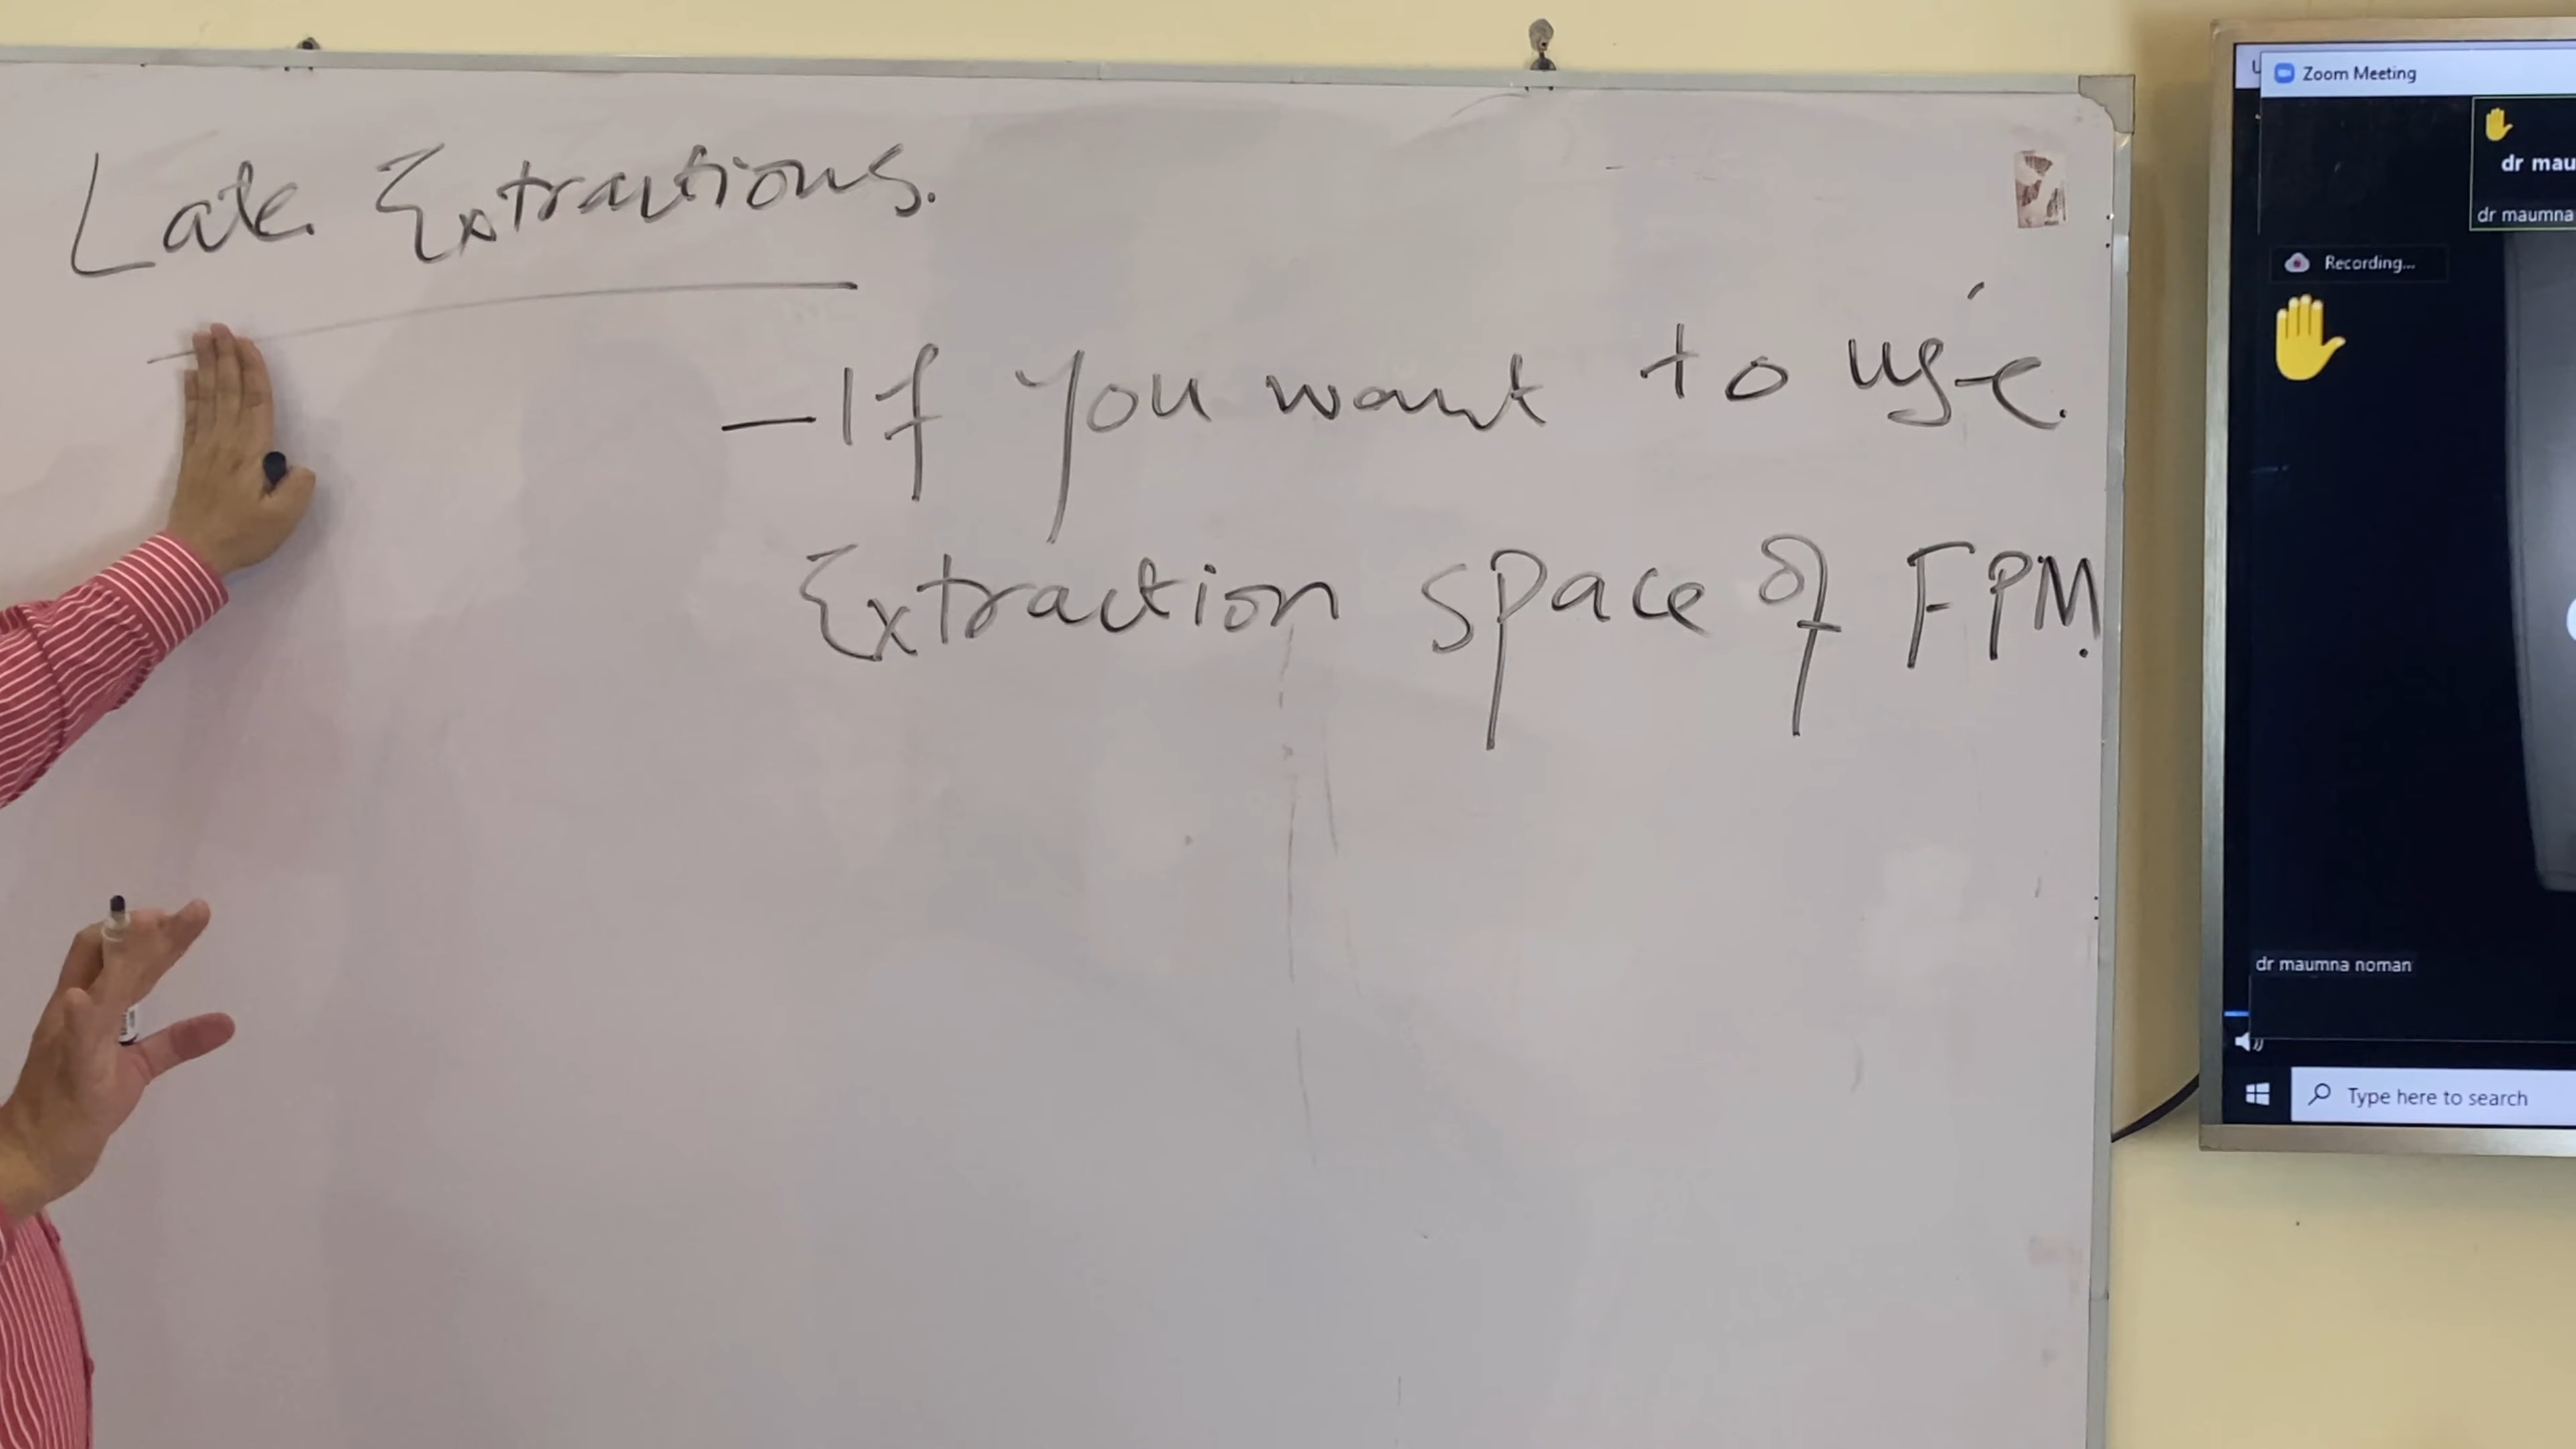 Late Extractions.
- If you want to use.
Extraction space of FPM.
Zoom Meeting
dr mau
dr maumna
Recording...
dr maumna noman
Type here to search